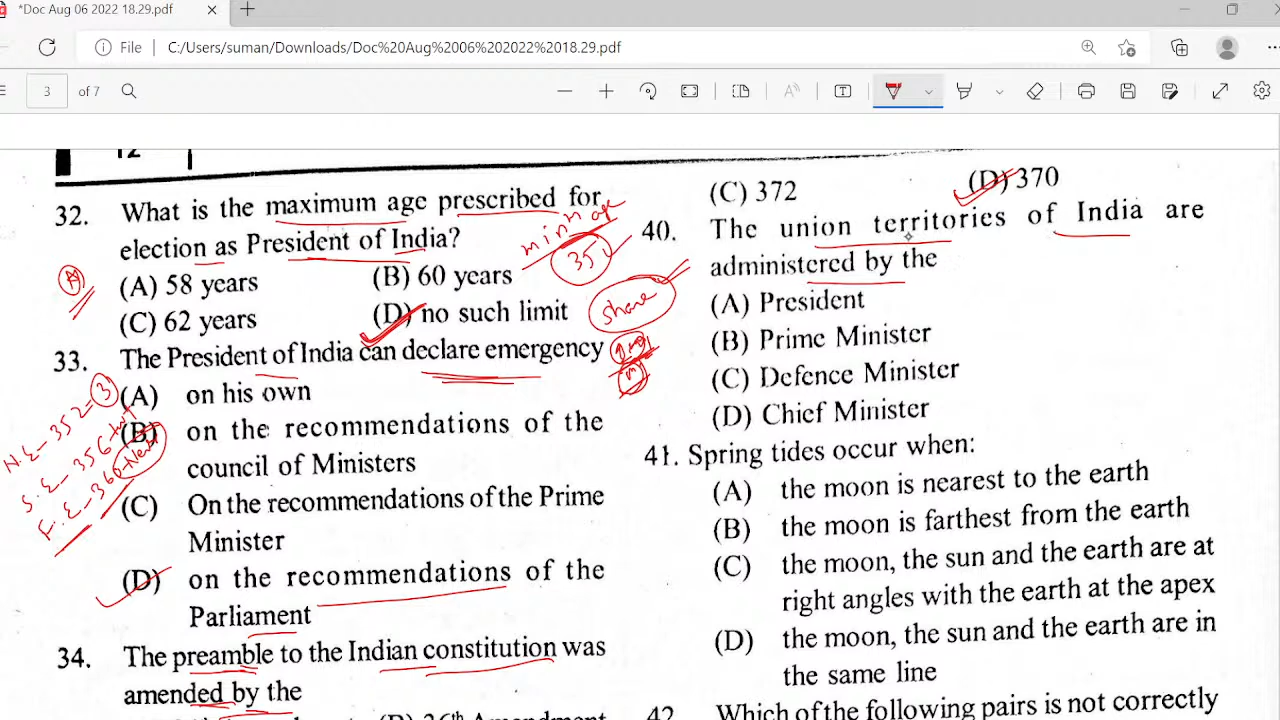 *Doc Aug 06 2022 18.29.pdf
File C:/Users/suman/Downloads/Doc%20Aug%2006%202022%2018.29.pdf
3 of 7
12
32. What is the maximum age prescribed for
election as President of India?
(A) 58 years (B) 60 years
(C) 62 years (D) no such limit
min age
35
share
(A)
33. The President of India can declare emergency
(A) on his own
(B) on the recommendations of the
council of Ministers
(C) On the recommendations of the Prime
Minister
(D) on the recommendations of the
Parliament
N.E - 352 - 3
S.E - 356
F.E - 360
34. The preamble to the Indian constitution was
amended by the
(C) 372 (D) 370
40. The union territories of India are
administered by the
(A) President
(B) Prime Minister
(C) Defence Minister
(D) Chief Minister
41. Spring tides occur when:
(A) the moon is nearest to the earth
(B) the moon is farthest from the earth
(C) the moon, the sun and the earth are at
right angles with the earth at the apex
(D) the moon, the sun and the earth are in
the same line
42. Which of the following pairs is not correctly